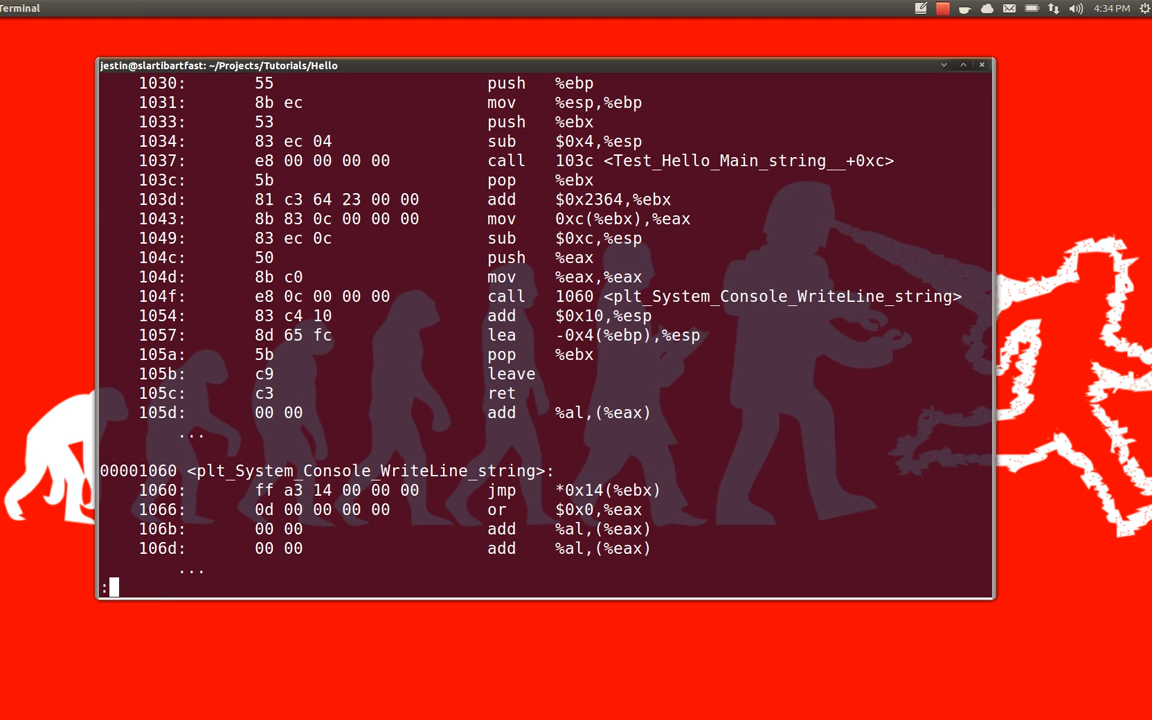 Terminal
4:34 PM
jestin@slartibartfast: ~/Projects/Tutorials/Hello
1030: 55 push %ebp
1031: 8b ec mov %esp,%ebp
1033: 53 push %ebx
1034: 83 ec 04 sub $0x4,%esp
1037: e8 00 00 00 00 call 103c <Test_Hello_Main_string__+0xc>
103c: 5b pop %ebx
103d: 81 c3 64 23 00 00 add $0x2364,%ebx
1043: 8b 83 0c 00 00 00 mov 0xc(%ebx),%eax
1049: 83 ec 0c sub $0xc,%esp
104c: 50 push %eax
104d: 8b c0 mov %eax,%eax
104f: e8 0c 00 00 00 call 1060 <plt_System_Console_WriteLine_string>
1054: 83 c4 10 add $0x10,%esp
1057: 8d 65 fc lea -0x4(%ebp),%esp
105a: 5b pop %ebx
105b: c9 leave
105c: c3 ret
105d: 00 00 add %al,(%eax)
...
00001060 <plt_System_Console_WriteLine_string>:
1060: ff a3 14 00 00 00 jmp *0x14(%ebx)
1066: 0d 00 00 00 00 or $0x0,%eax
106b: 00 00 add %al,(%eax)
106d: 00 00 add %al,(%eax)
...
: